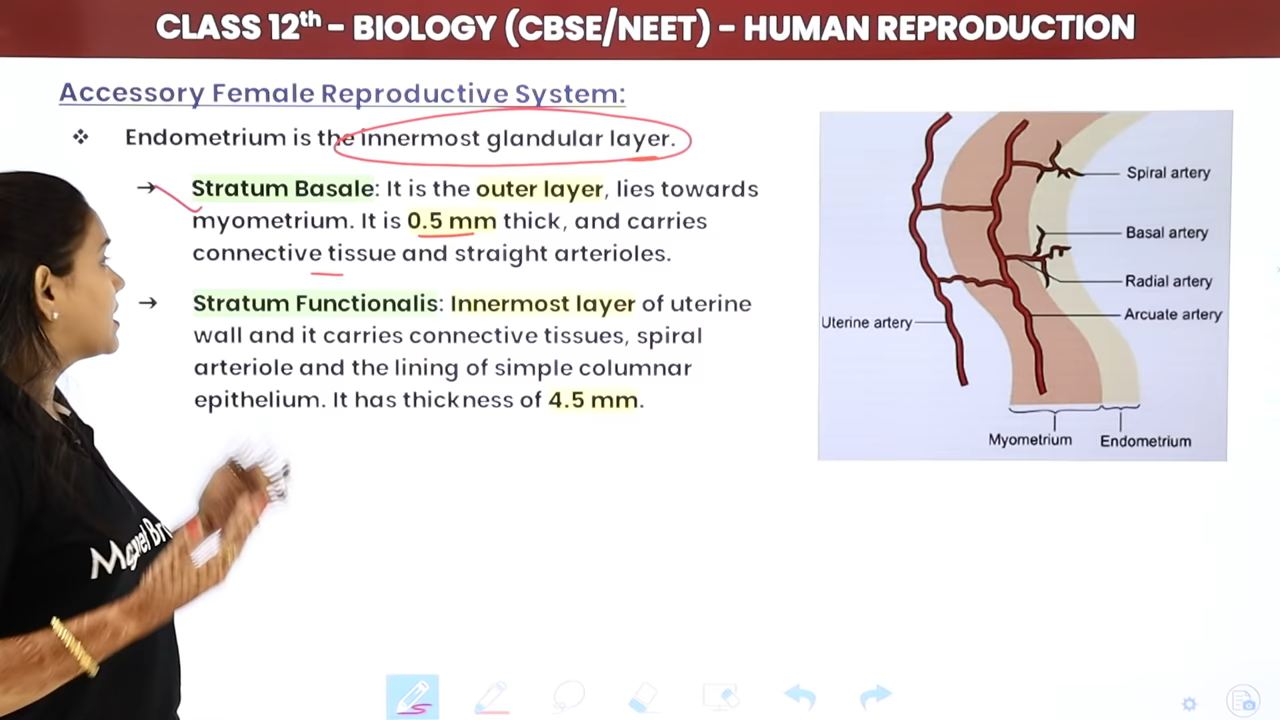 CLASS 12th - BIOLOGY (CBSE/NEET) - HUMAN REPRODUCTION
Accessory Female Reproductive System:
❖ Endometrium is the innermost glandular layer.
→ Stratum Basale: It is the outer layer, lies towards
myometrium. It is 0.5 mm thick, and carries
connective tissue and straight arterioles.
→ Stratum Functionalis: Innermost layer of uterine
wall and it carries connective tissues, spiral
arteriole and the lining of simple columnar
epithelium. It has thickness of 4.5 mm.
Spiral artery
Basal artery
Radial artery
Arcuate artery
Uterine artery
Myometrium
Endometrium